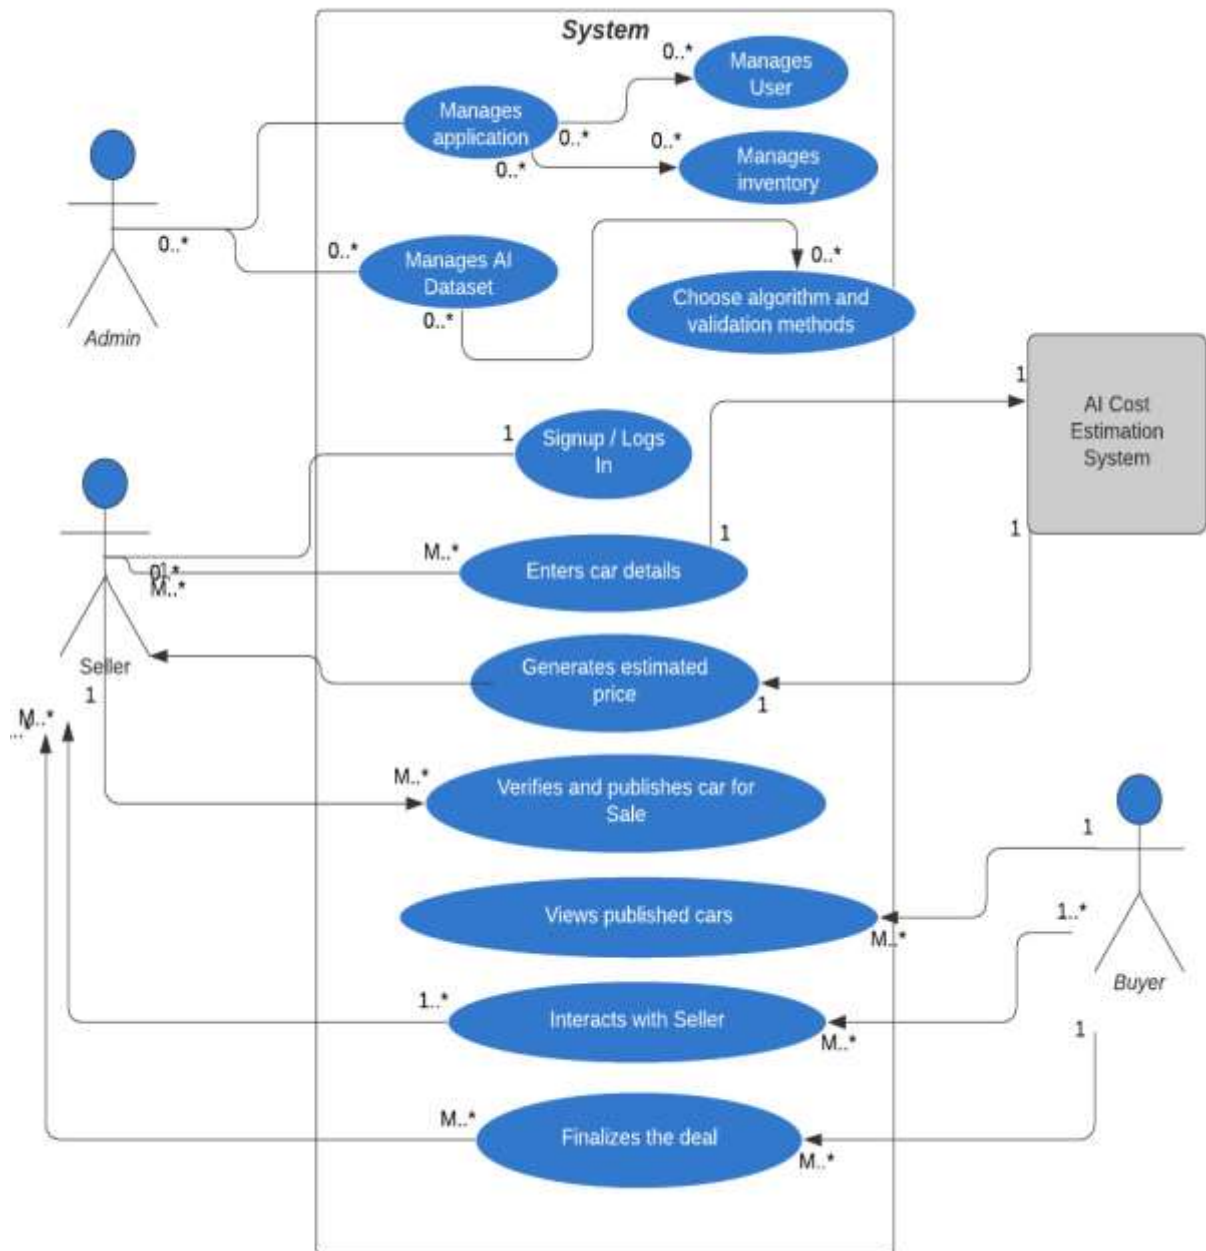 System
0..*
Manages
User
Manages
application
0..*
0..*
0..*
Manages
inventory
0..*
0..*
Manages AI
Dataset
0..*
0..*
Choose algorithm and
validation methods
Admin
1
AI Cost
Estimation
System
1
Signup / Logs
In
1
1
M..*
Enters car details
M..*
Seller
Generates estimated
price
1
1
M..*
M..*
Verifies and publishes car for
Sale
1
Views published cars
M..*
1..*
Buyer
1..*
Interacts with Seller
M..*
1
M..*
Finalizes the deal
M..*